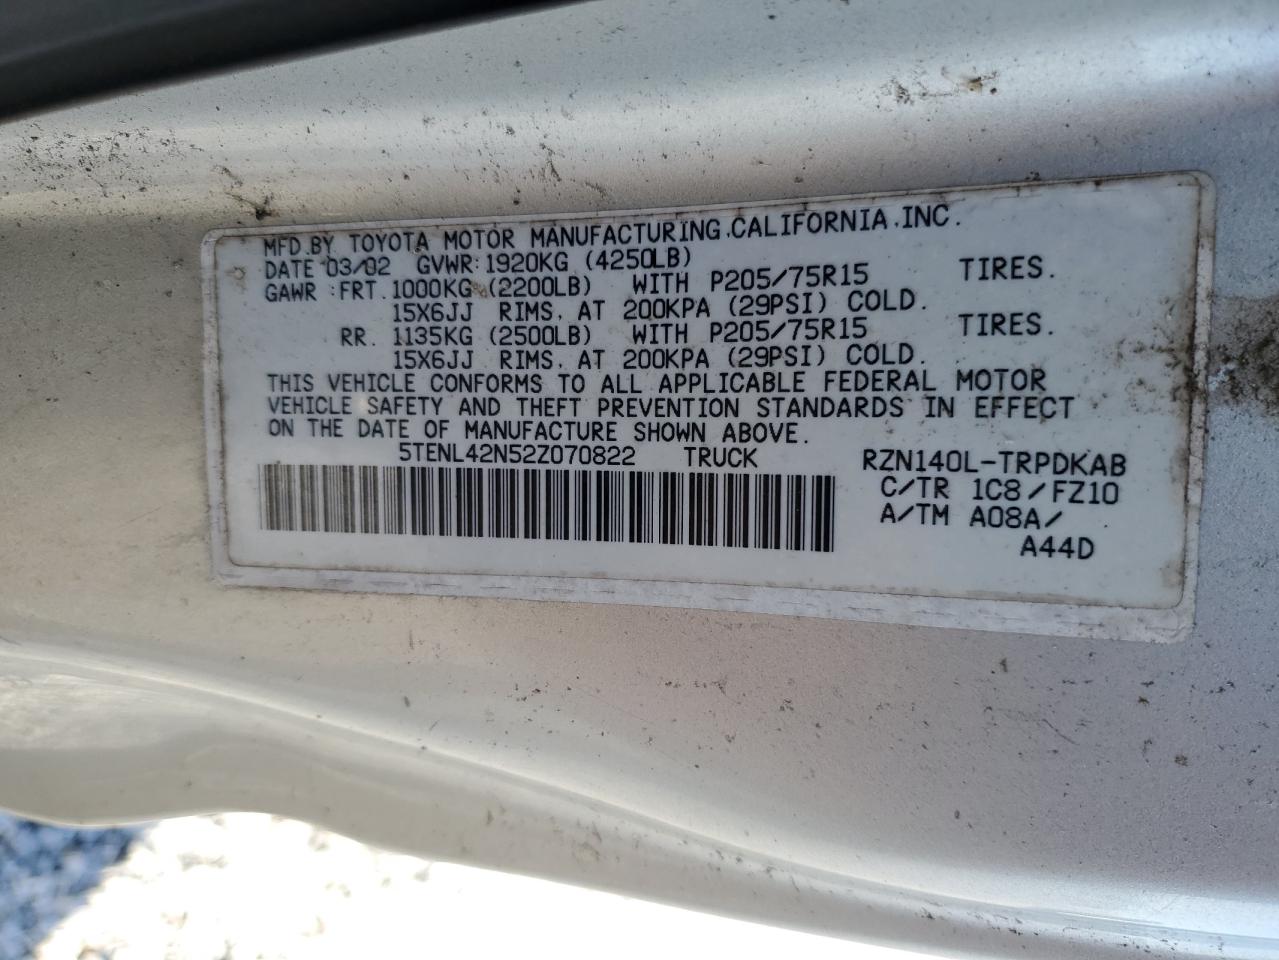 MFD.BY TOYOTA MOTOR MANUFACTURING.CALIFORNIA.INC.
DATE 03/02 GVWR:1920KG (4250LB)
GAWR :FRT. 1000KG (2200LB) WITH P205/75R15 TIRES.
15X6JJ RIMS. AT 200KPA (29PSI) COLD.
RR. 1135KG (2500LB) WITH P205/75R15 TIRES.
15X6JJ RIMS. AT 200KPA (29PSI) COLD.
THIS VEHICLE CONFORMS TO ALL APPLICABLE FEDERAL MOTOR
VEHICLE SAFETY AND THEFT PREVENTION STANDARDS IN EFFECT
ON THE DATE OF MANUFACTURE SHOWN ABOVE.
5TENL42N52Z070822 TRUCK RZN140L-TRPDKAB
C/TR 1C8/FZ10
A/TM A08A/
A44D